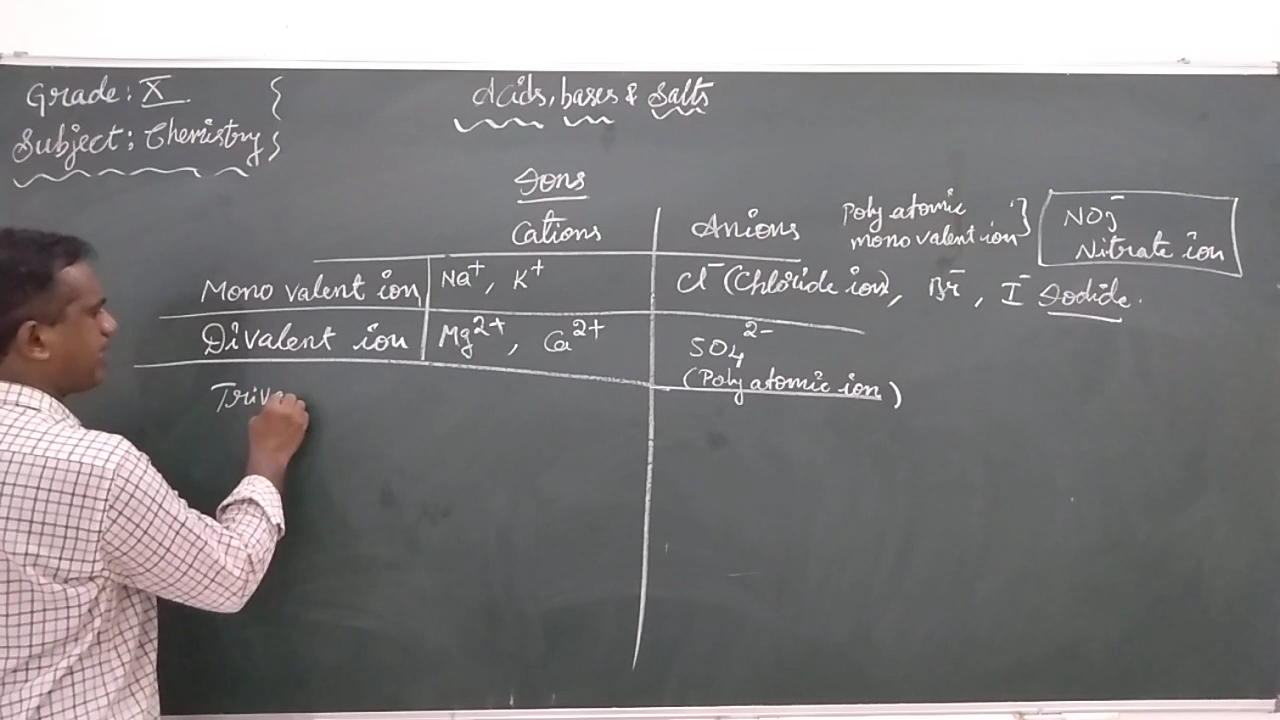 Grade: X
Subject: Chemistry
Acids, bases & Salts
Ions
Cations
Anions
Poly atomic
mono valent ion
NO3-
Nitrate ion
Mono valent ion
Na+, K+
Cl- (Chloride ion), Br-, I- Iodide.
Divalent ion
Mg2+, Ca2+
SO4 2-
(Poly atomic ion)
Triva